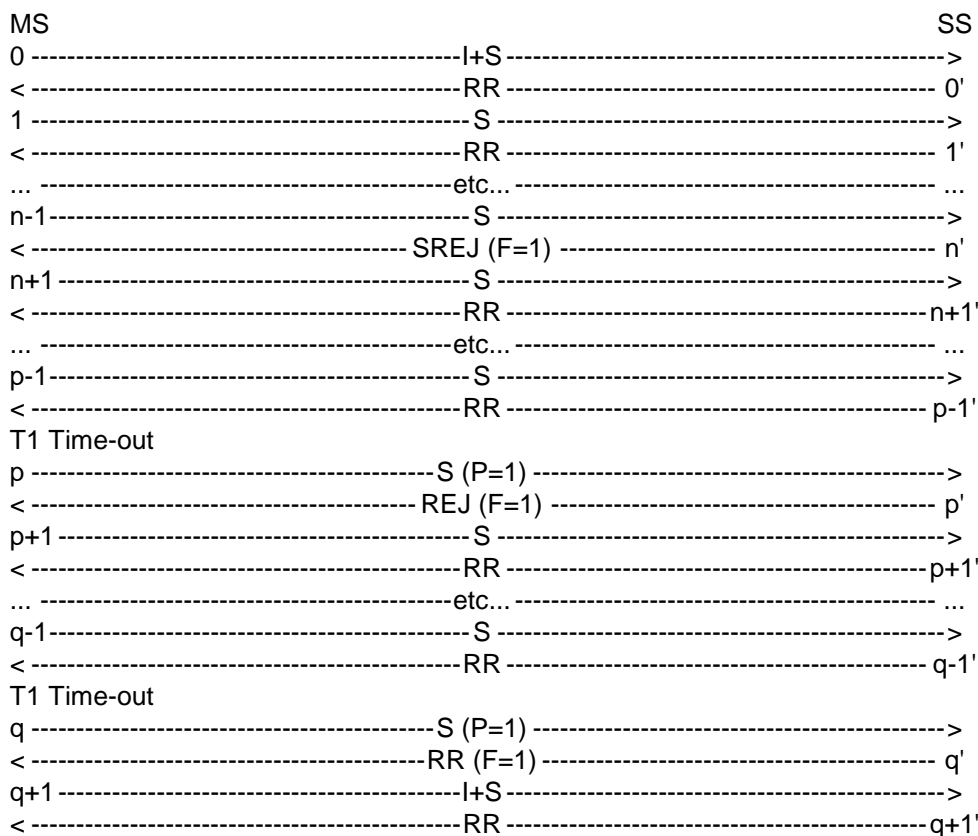 MS SS
0 ----------------------------------------------------I+S----------------------------------------------------->
< ----------------------------------------------------RR ---------------------------------------------------- 0'
1 ----------------------------------------------------- S ------------------------------------------------------>
< ----------------------------------------------------RR ---------------------------------------------------- 1'
... --------------------------------------------------etc... --------------------------------------------------- ...
n-1--------------------------------------------------- S ------------------------------------------------------>
< ---------------------------------------------- SREJ (F=1) ---------------------------------------------- n'
n+1 -------------------------------------------------- S ------------------------------------------------------>
< ----------------------------------------------------RR ---------------------------------------------------n+1'
... --------------------------------------------------etc... --------------------------------------------------- ...
p-1--------------------------------------------------- S ------------------------------------------------------>
< ----------------------------------------------------RR --------------------------------------------------- p-1'
T1 Time-out
p -------------------------------------------------S (P=1) -------------------------------------------------->
< ----------------------------------------------- REJ (F=1) ----------------------------------------------- p'
p+1 -------------------------------------------------- S ------------------------------------------------------>
< ----------------------------------------------------RR ---------------------------------------------------p+1'
... --------------------------------------------------etc... --------------------------------------------------- ...
q-1--------------------------------------------------- S ------------------------------------------------------>
< ----------------------------------------------------RR --------------------------------------------------- q-1'
T1 Time-out
q -------------------------------------------------S (P=1) -------------------------------------------------->
< ------------------------------------------------RR (F=1) ------------------------------------------------ q'
q+1 -------------------------------------------------I+S----------------------------------------------------->
< ----------------------------------------------------RR ---------------------------------------------------q+1'